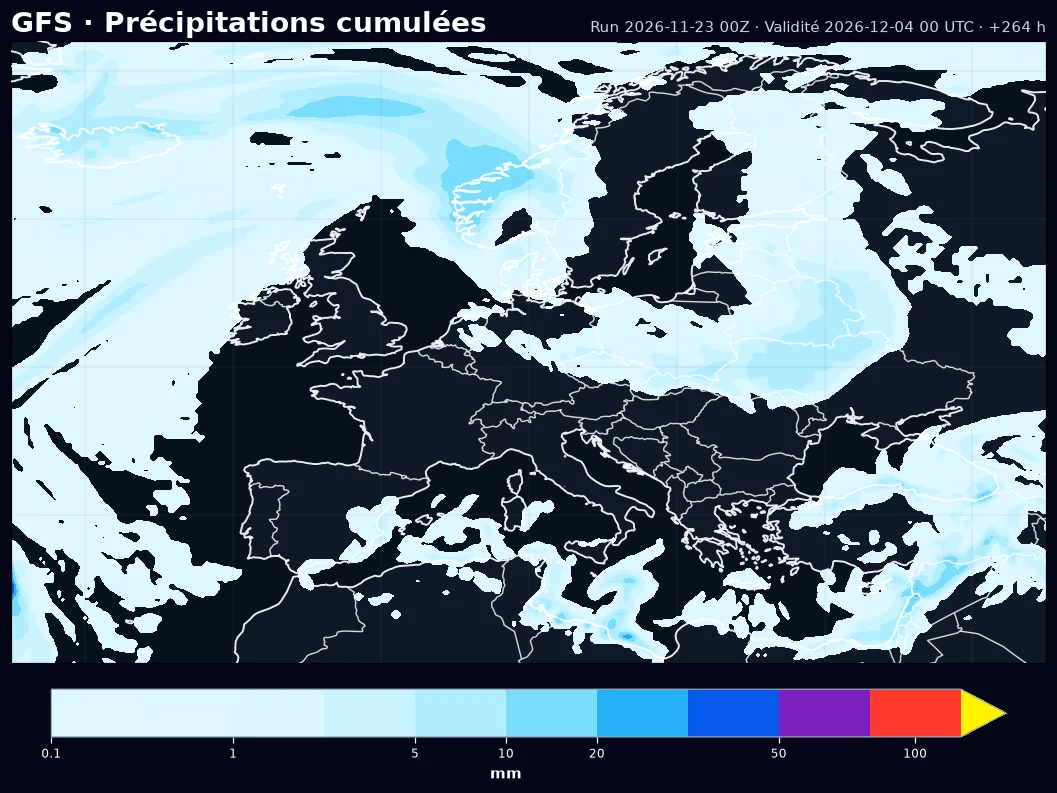 GFS · Précipitations cumulées
Run 2026-11-23 00Z · Validité 2026-12-04 00 UTC · +264 h
0.1 1 5 10 20 50 100
mm